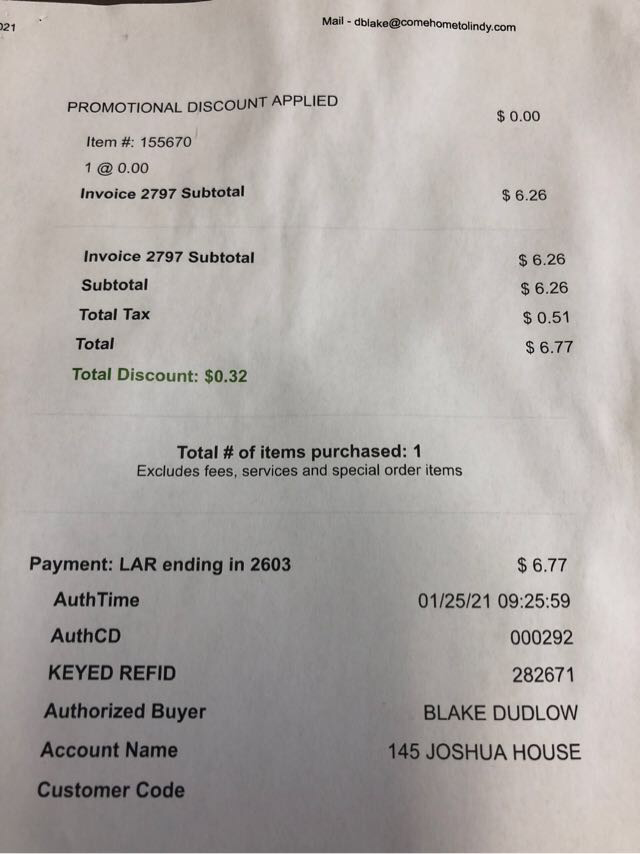 021
Mail - dblake@comehometolindy.com
PROMOTIONAL DISCOUNT APPLIED $ 0.00
Item #: 155670
1 @ 0.00
Invoice 2797 Subtotal $ 6.26
Invoice 2797 Subtotal $ 6.26
Subtotal $ 6.26
Total Tax $ 0.51
Total $ 6.77
Total Discount: $0.32
Total # of items purchased: 1
Excludes fees, services and special order items
Payment: LAR ending in 2603 $ 6.77
AuthTime 01/25/21 09:25:59
AuthCD 000292
KEYED REFID 282671
Authorized Buyer BLAKE DUDLOW
Account Name 145 JOSHUA HOUSE
Customer Code